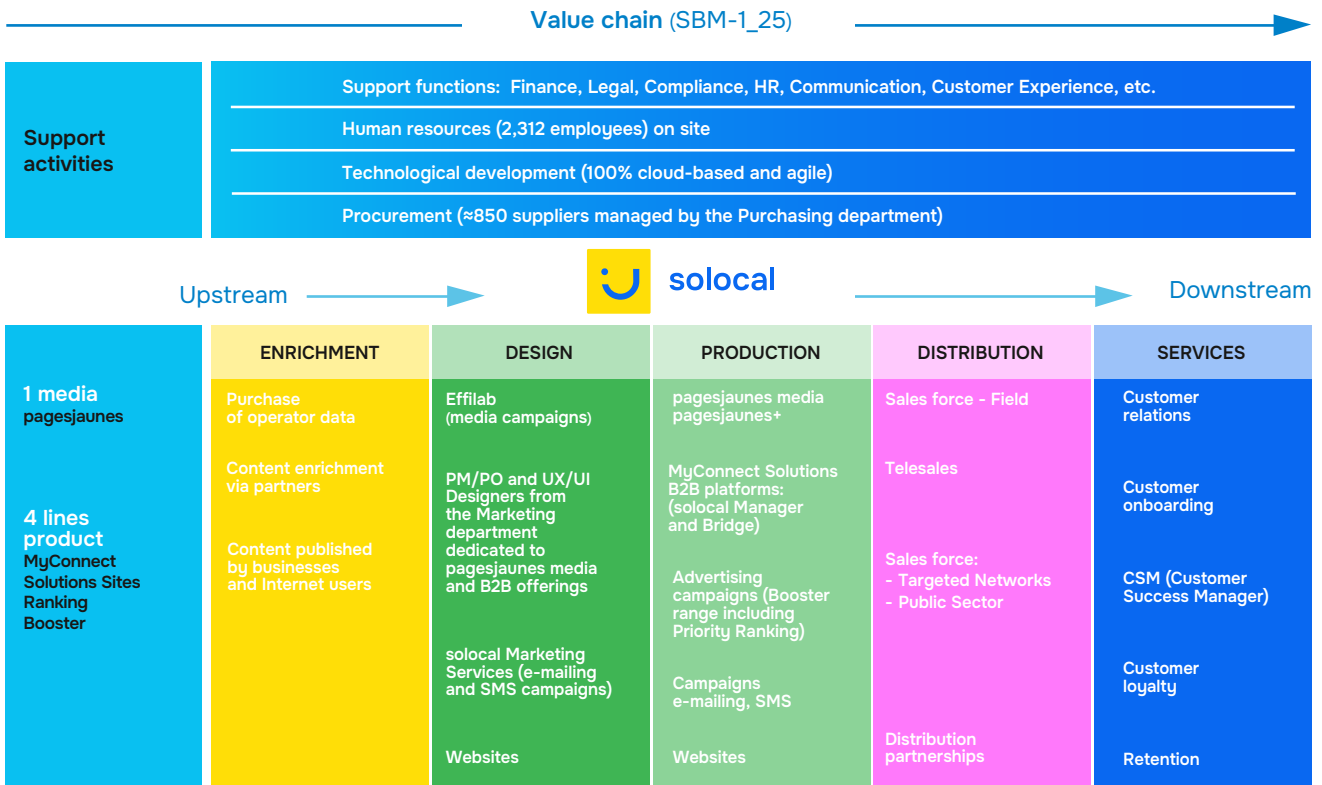 Value chain (SBM-1_25)
Support
activities
Support functions:  Finance, Legal, Compliance, HR, Communication, Customer Experience, etc.
Human resources (2,312 employees) on site
Technological development (100% cloud-based and agile)
Procurement (≈850 suppliers managed by the Purchasing department)
Upstream
solocal
Downstream
1 media
pagesjaunes
4 lines
product
MyConnect
Solutions Sites
Ranking
Booster
ENRICHMENT
Purchase
of operator data
Content enrichment
via partners
Content published
by businesses
and Internet users
DESIGN
Effilab
(media campaigns)
PM/PO and UX/UI
Designers from
the Marketing
department
dedicated to
pagesjaunes media
and B2B offerings
solocal Marketing
Services (e-mailing
and SMS campaigns)
Websites
PRODUCTION
pagesjaunes media
pagesjaunes+
MyConnect Solutions
B2B platforms:
(solocal Manager
and Bridge)
Advertising
campaigns (Booster
range including
Priority Ranking)
Campaigns
e-mailing, SMS
Websites
DISTRIBUTION
Sales force - Field
Telesales
Sales force:
- Targeted Networks
- Public Sector
Distribution
partnerships
SERVICES
Customer
relations
Customer
onboarding
CSM (Customer
Success Manager)
Customer
loyalty
Retention